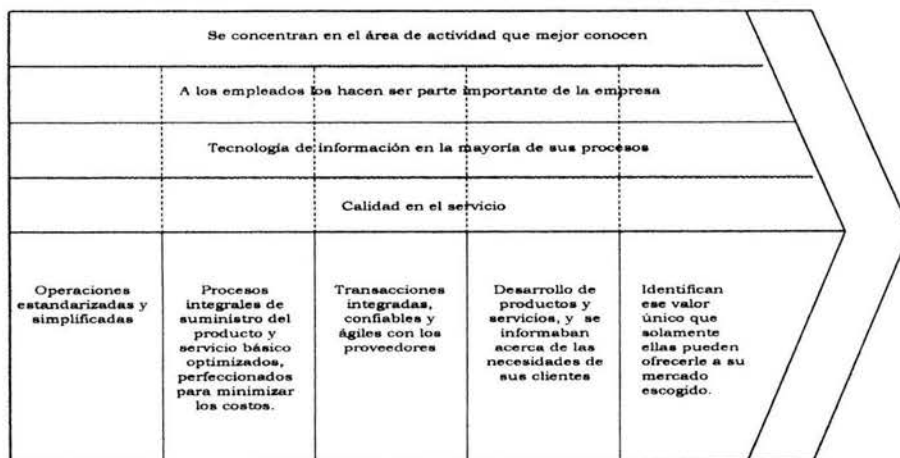 Se concentran en el área de actividad que mejor conocen
A los empleados los hacen ser parte importante de la empresa
Tecnología de información en la mayoría de sus procesos
Calidad en el servicio
Operaciones
estandarizadas y
simplificadas
Procesos
integrales de
suministro del
producto y
servicio básico
optimizados,
perfeccionados
para minimizar
los costos.
Transacciones
integradas,
confiables y
ágiles con los
proveedores
Desarrollo de
productos y
servicios, y se
informaban
acerca de las
necesidades de
sus clientes
Identifican
ese valor
único que
solamente
ellas pueden
ofrecerle a su
mercado
escogido.